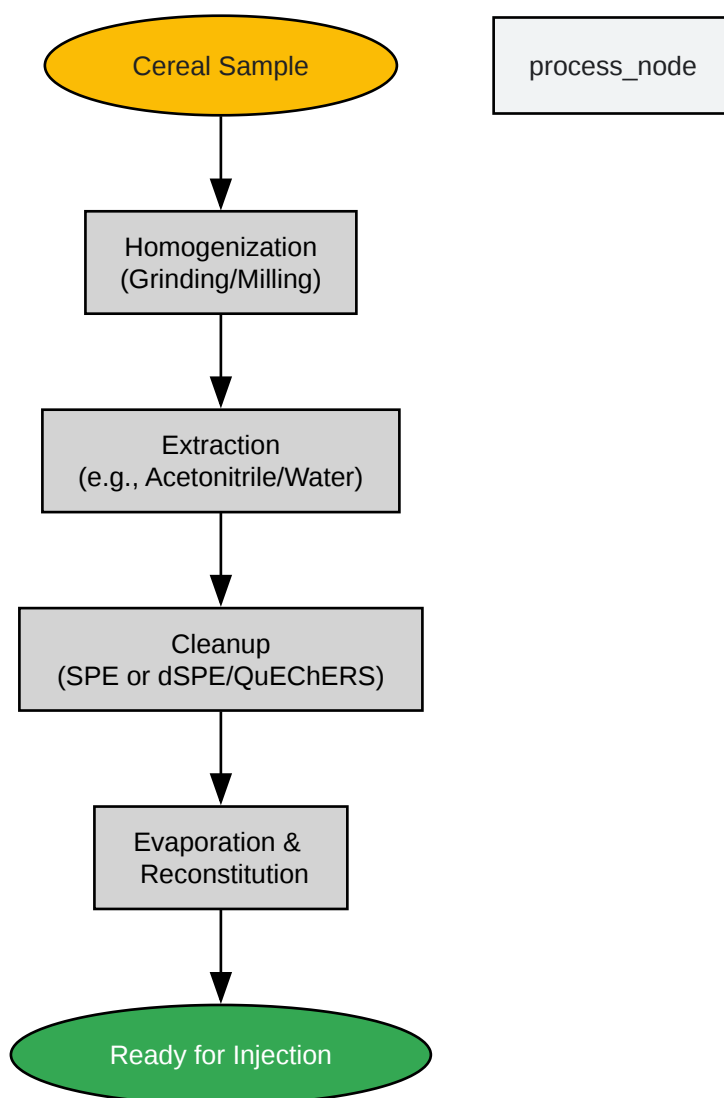 Cereal Sample
process_node
Homogenization
(Grinding/Milling)
Extraction
(e.g., Acetonitrile/Water)
Cleanup
(SPE or dSPE/QuEChERS)
Evaporation &
Reconstitution
Ready for Injection